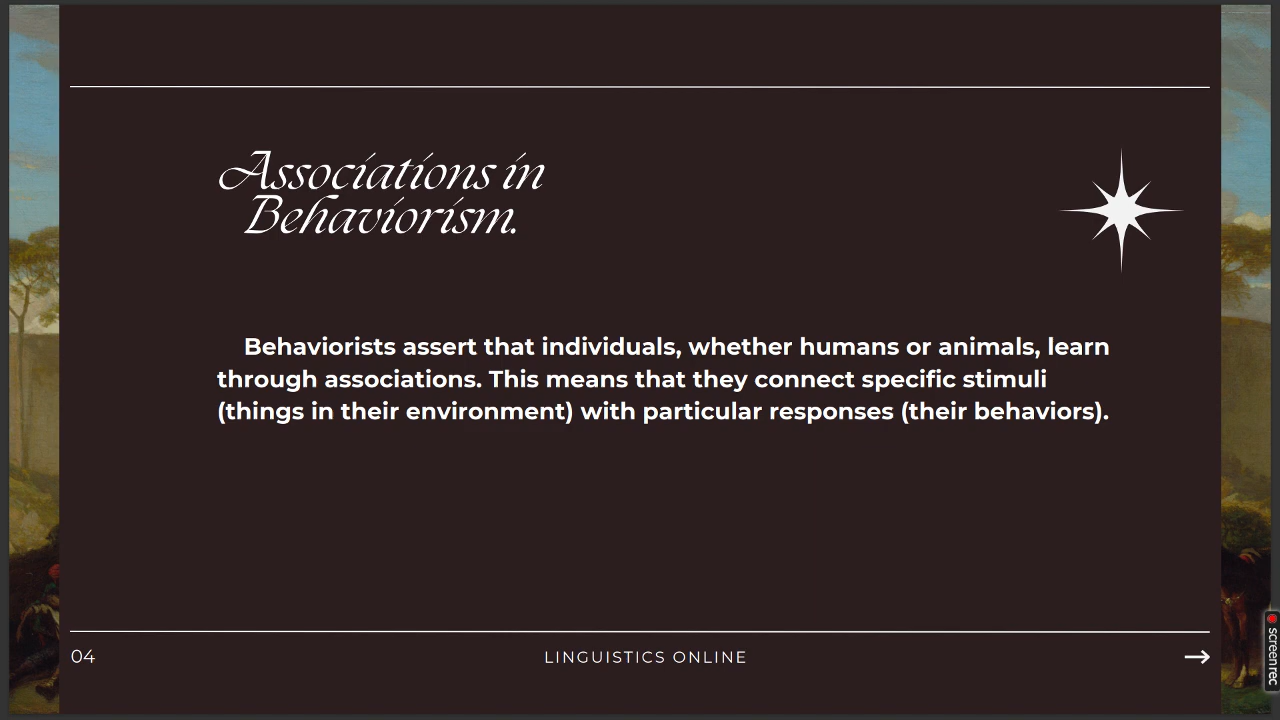 Associations in
Behaviorism.
Behaviorists assert that individuals, whether humans or animals, learn
through associations. This means that they connect specific stimuli
(things in their environment) with particular responses (their behaviors).
04
LINGUISTICS ONLINE
screenrec